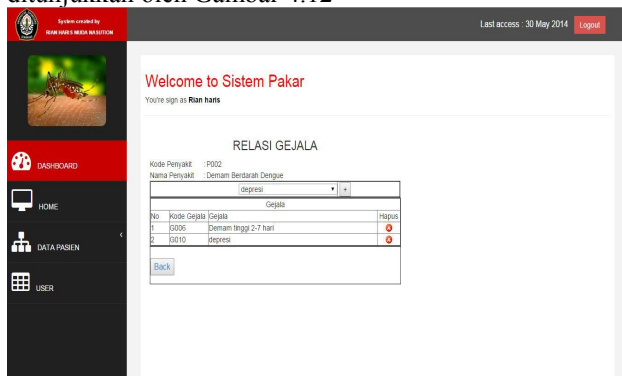 ditunjukkan oleh Gambar 4.12
System created by
RIAN HARIS MUDA NASUTION
Last access : 30 May 2014 Logout
Welcome to Sistem Pakar
You're sign as Rian haris
DASHBOARD
HOME
DATA PASIEN
USER
RELASI GEJALA
Kode Penyakit : P002
Nama Penyakit : Demam Berdarah Dengue
depresi +
Gejala
No Kode Gejala Gejala Hapus
1 G006 Demam tinggi 2-7 hari
2 G010 depresi
Back